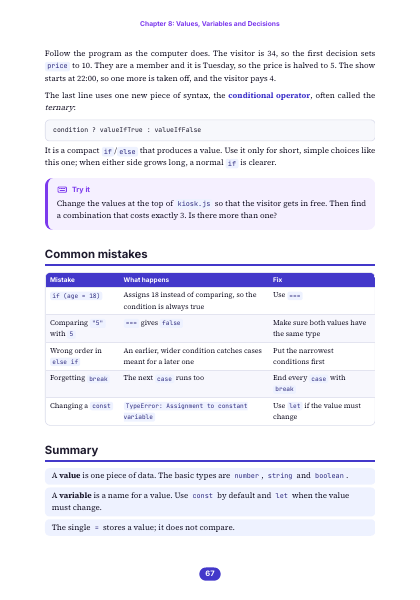 Chapter 8: Values, Variables and Decisions
Follow the program as the computer does. The visitor is 34, so the first decision sets
price to 10. They are a member and it is Tuesday, so the price is halved to 5. The show
starts at 22:00, so one more is taken off, and the visitor pays 4.
The last line uses one new piece of syntax, the conditional operator, often called the
ternary:
condition ? valueIfTrue : valueIfFalse
It is a compact if/else that produces a value. Use it only for short, simple choices like
this one; when either side grows long, a normal if is clearer.
Try it
Change the values at the top of kiosk.js so that the visitor gets in free. Then find
a combination that costs exactly 3. Is there more than one?
Common mistakes
Mistake What happens Fix
if (age = 18) Assigns 18 instead of comparing, so the Use ===
condition is always true
Comparing "5" === gives false Make sure both values have
with 5 the same type
Wrong order in An earlier, wider condition catches cases Put the narrowest
else if meant for a later one conditions first
Forgetting break The next case runs too End every case with
break
Changing a const TypeError: Assignment to constant Use let if the value must
variable change
Summary
A value is one piece of data. The basic types are number, string and boolean.
A variable is a name for a value. Use const by default and let when the value
must change.
The single = stores a value; it does not compare.
67